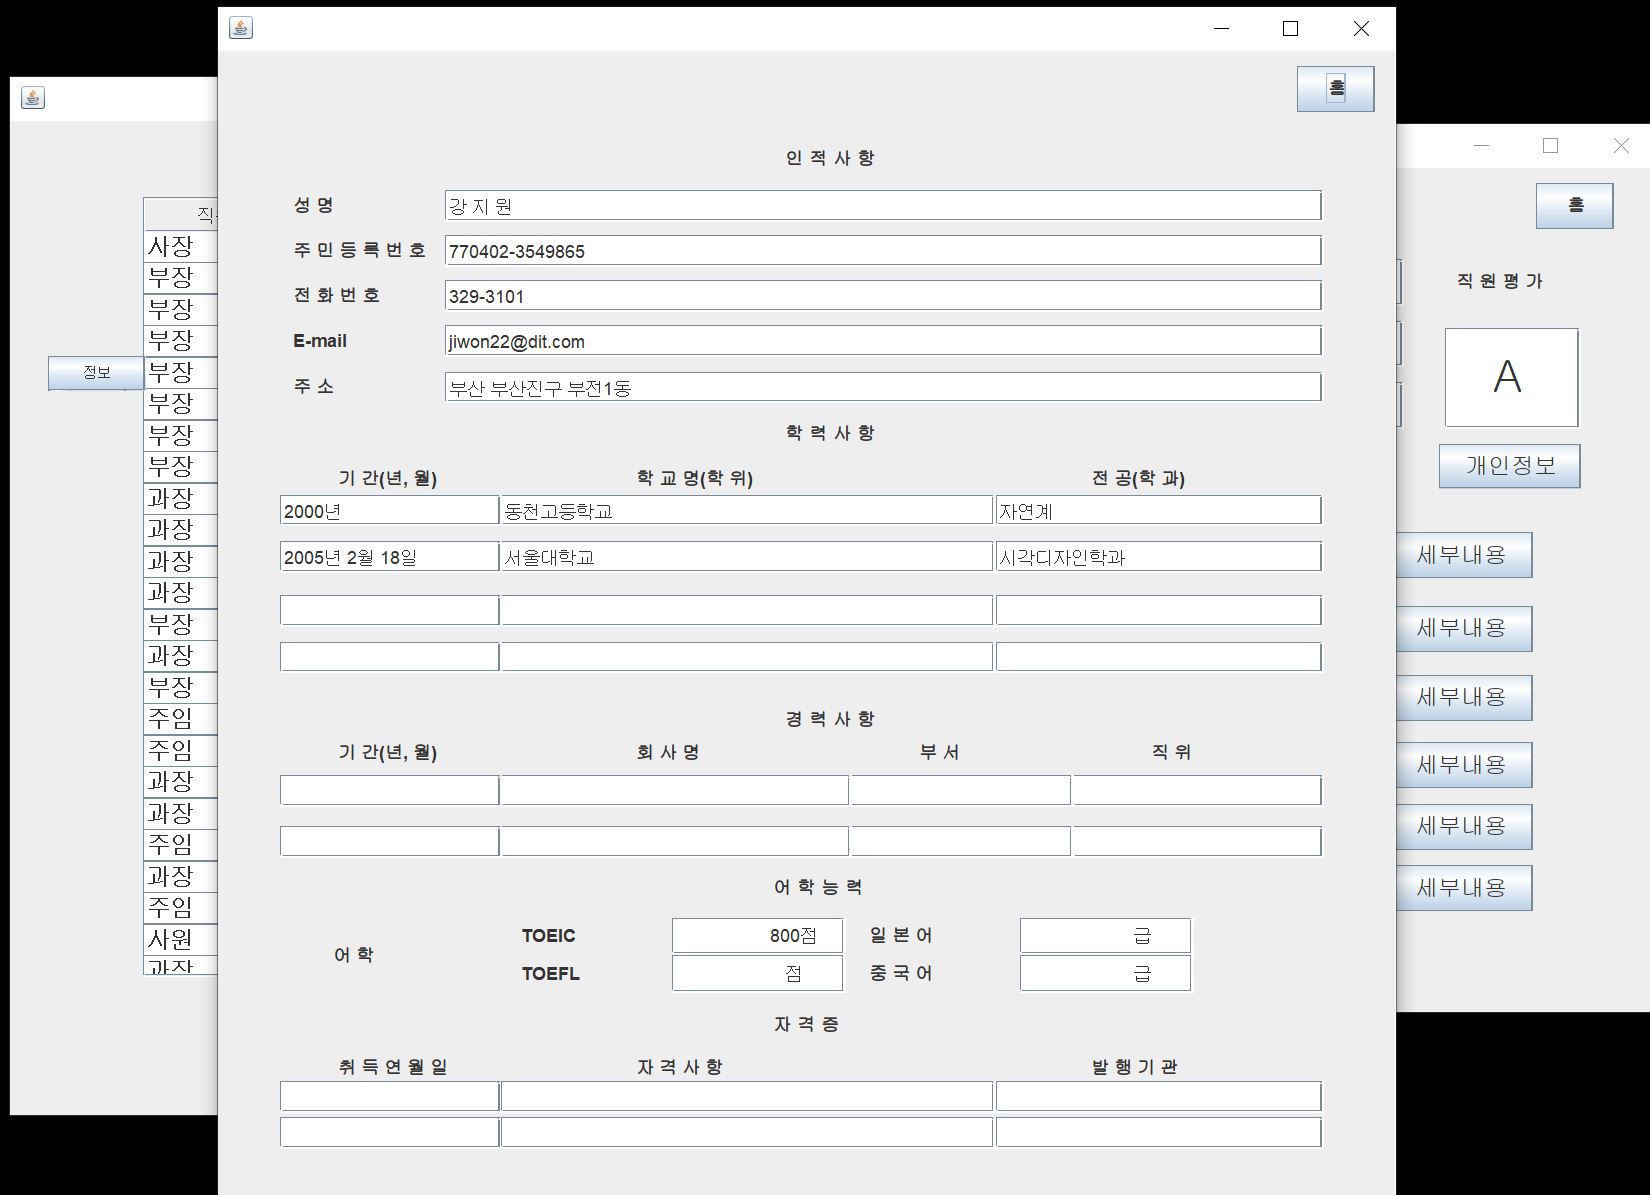 홈
인 적 사 항
성 명 강 지 원
주 민 등 록 번 호 770402-3549865
전 화 번 호 329-3101
E-mail jiwon22@dit.com
주 소 부산 부산진구 부전1동
학 력 사 항
기 간(년, 월) 학 교 명(학 위) 전 공(학 과)
2000년 동천고등학교 자연계
2005년 2월 18일 서울대학교 시각디자인학과
경 력 사 항
기 간(년, 월) 회 사 명 부 서 직 위
어 학 능 력
어 학
TOEIC 800점 일 본 어 급
TOEFL 점 중 국 어 급
자 격 증
취 득 연 월 일 자 격 사 항 발 행 기 관
정보
사장
부장
부장
부장
부장
부장
부장
부장
과장
과장
과장
과장
부장
과장
부장
주임
주임
과장
과장
주임
과장
주임
사원
과장
홈
직 원 평 가
A
개인정보
세부내용
세부내용
세부내용
세부내용
세부내용
세부내용